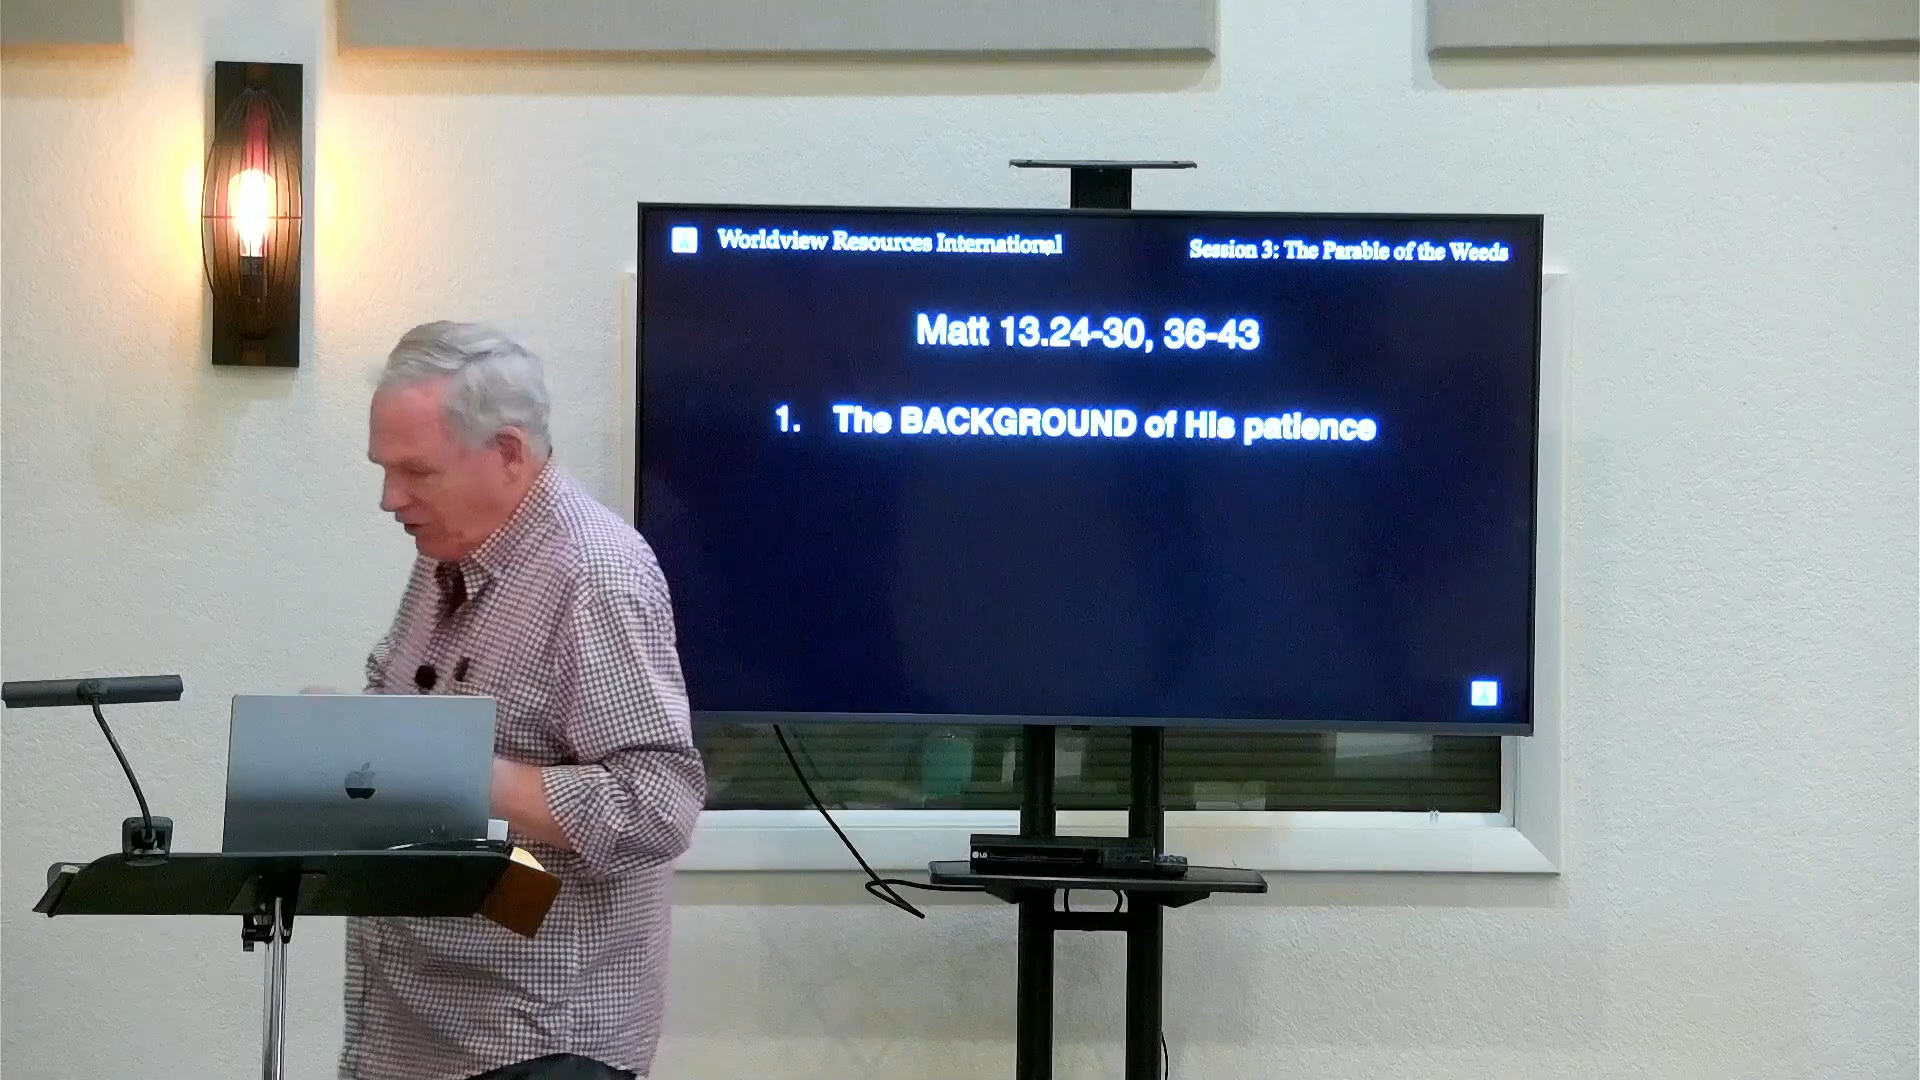 Worldview Resources International
Session 3: The Parable of the Weeds
Matt 13.24-30, 36-43
1. The BACKGROUND of His patience
LG